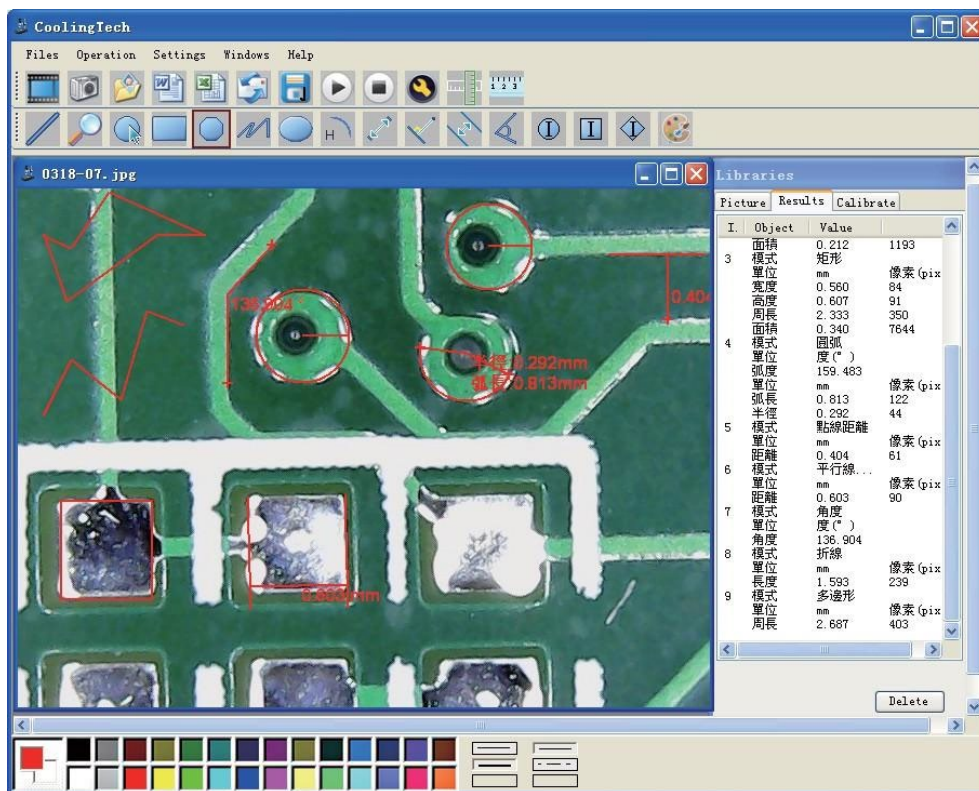 CoolingTech
Files Operation Settings Windows Help
1 2 3
0318-07.jpg
Libraries
Picture Results Calibrate
I. Object Value
面積 0.212 1193
3 模式 矩形
單位 mm 像素(pix
寬度 0.560 84
高度 0.607 91
周長 2.333 350
面積 0.340 7644
4 模式 圓弧
單位 度(°)
弧度 159.483
單位 mm 像素(pix
弧長 0.813 122
半徑 0.292 44
5 模式 點線距離
單位 mm 像素(pix
距離 0.404 61
6 模式 平行線...
單位 mm 像素(pix
距離 0.603 90
7 模式 角度
單位 度(°)
角度 136.904
8 模式 折線
單位 mm 像素(pix
長度 1.593 239
9 模式 多邊形
單位 mm 像素(pix
周長 2.687 403
136.904 °
0.404
半徑 0.292mm
弧長 0.813mm
0.603mm
Delete